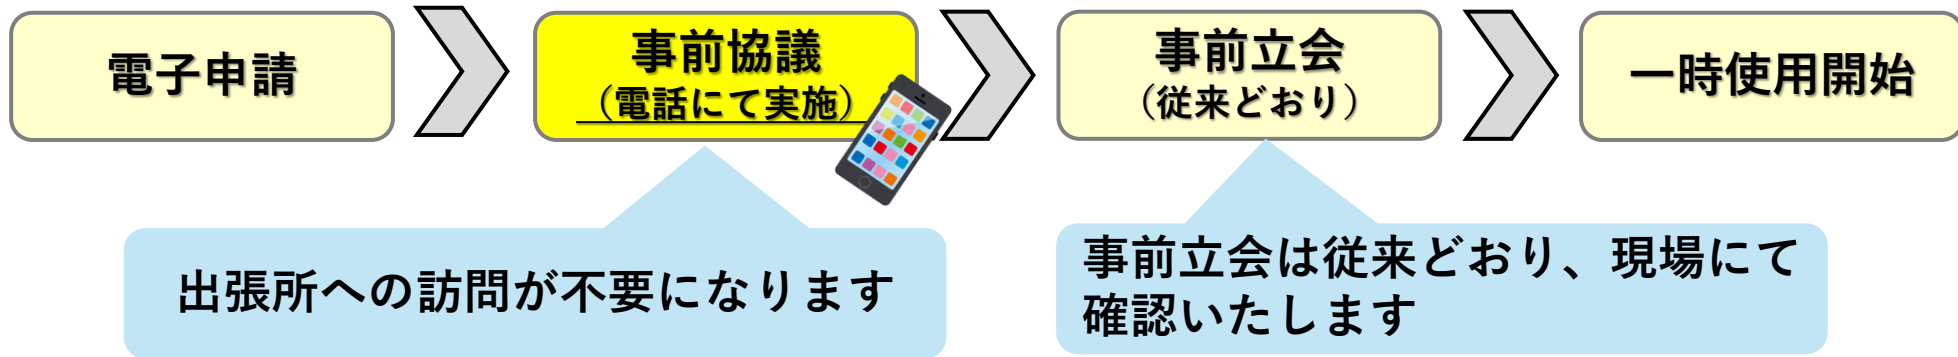 電子申請
事前協議
（電話にて実施）
事前立会
（従来どおり）
一時使用開始
出張所への訪問が不要になります
事前立会は従来どおり、現場にて
確認いたします